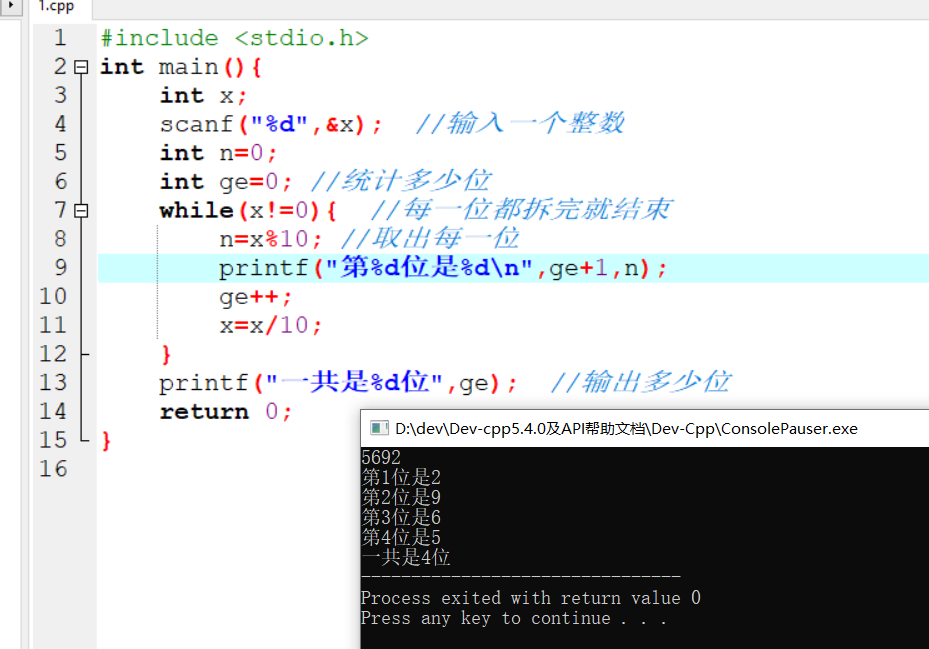 1.cpp
1 #include <stdio.h>
2 int main(){
3 int x;
4 scanf("%d",&x); //输入一个整数
5 int n=0;
6 int ge=0; //统计多少位
7 while(x!=0){ //每一位都拆完就结束
8 n=x%10; //取出每一位
9 printf("第%d位是%d\n",ge+1,n);
10 ge++;
11 x=x/10;
12 }
13 printf("一共是%d位",ge); //输出多少位
14 return 0;
15 }
16
D:\dev\Dev-cpp5.4.0及API帮助文档\Dev-Cpp\ConsolePauser.exe
5692
第1位是2
第2位是9
第3位是6
第4位是5
一共是4位
--------------------------------
Process exited with return value 0
Press any key to continue . . .